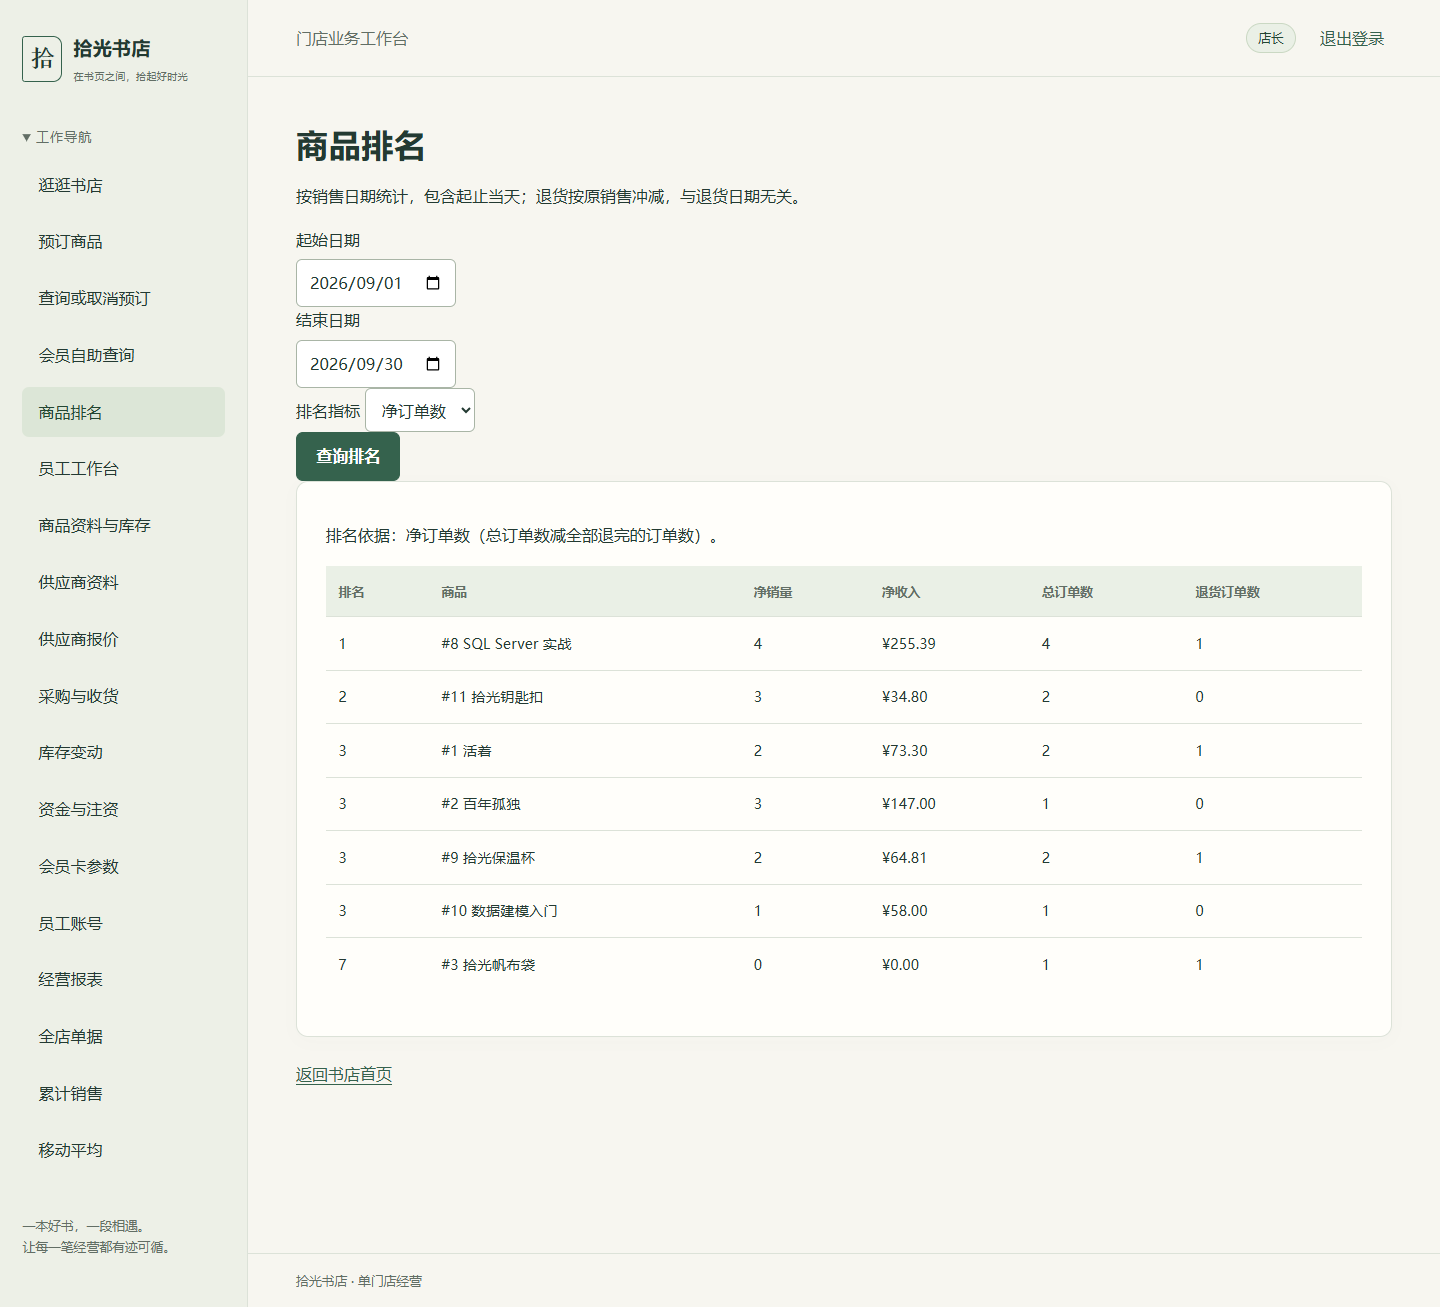 拾
拾光书店
在书页之间，拾起好时光
▼ 工作导航
逛逛书店
预订商品
查询或取消预订
会员自助查询
商品排名
员工工作台
商品资料与库存
供应商资料
供应商报价
采购与收货
库存变动
资金与注资
会员卡参数
员工账号
经营报表
全店单据
累计销售
移动平均
一本好书，一段相遇。
让每一笔经营都有迹可循。
门店业务工作台
店长
退出登录
商品排名
按销售日期统计，包含起止当天；退货按原销售冲减，与退货日期无关。
起始日期
2026/09/01
结束日期
2026/09/30
排名指标 净订单数
查询排名
排名依据：净订单数（总订单数减全部退完的订单数）。
排名 商品 净销量 净收入 总订单数 退货订单数
1 #8 SQL Server 实战 4 ¥255.39 4 1
2 #11 拾光钥匙扣 3 ¥34.80 2 0
3 #1 活着 2 ¥73.30 2 1
3 #2 百年孤独 3 ¥147.00 1 0
3 #9 拾光保温杯 2 ¥64.81 2 1
3 #10 数据建模入门 1 ¥58.00 1 0
7 #3 拾光帆布袋 0 ¥0.00 1 1
返回书店首页
拾光书店 · 单门店经营